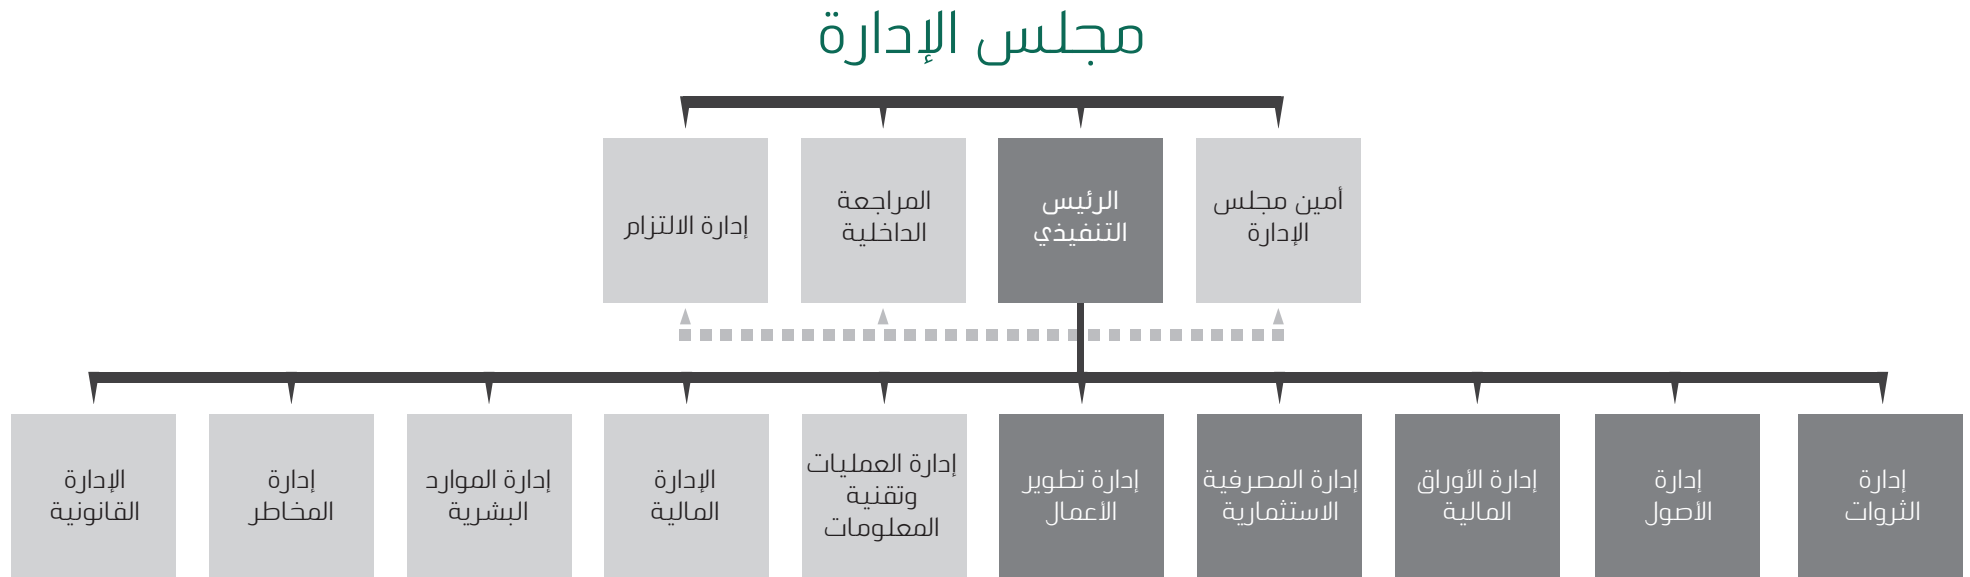 مجلس الإدارة
أمين مجلس
الإدارة
الرئيس
التنفيذي
المراجعة
الداخلية
إدارة الالتزام
إدارة
الثروات
إدارة
الأصول
إدارة الأوراق
المالية
إدارة المصرفية
الاستثمارية
إدارة تطوير
الأعمال
إدارة العمليات
وتقنية
المعلومات
الإدارة
المالية
إدارة الموارد
البشرية
إدارة
المخاطر
الإدارة
القانونية